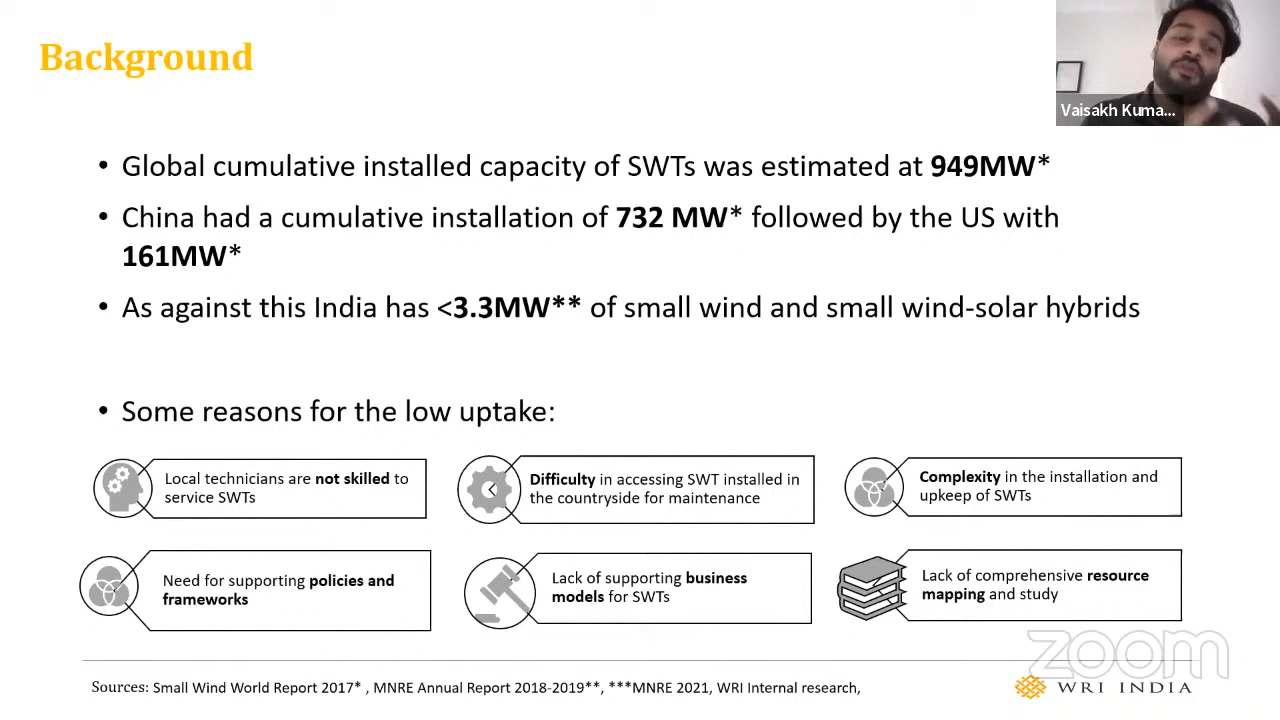 Background
Vaisakh Kuma...
• Global cumulative installed capacity of SWTs was estimated at 949MW*
• China had a cumulative installation of 732 MW* followed by the US with
161MW*
• As against this India has <3.3MW** of small wind and small wind-solar hybrids
• Some reasons for the low uptake:
Local technicians are not skilled to
service SWTs
Difficulty in accessing SWT installed in
the countryside for maintenance
Complexity in the installation and
upkeep of SWTs
Need for supporting policies and
frameworks
Lack of supporting business
models for SWTs
Lack of comprehensive resource
mapping and study
zoom
Sources: Small Wind World Report 2017* , MNRE Annual Report 2018-2019**, ***MNRE 2021, WRI Internal research,
WRI INDIA